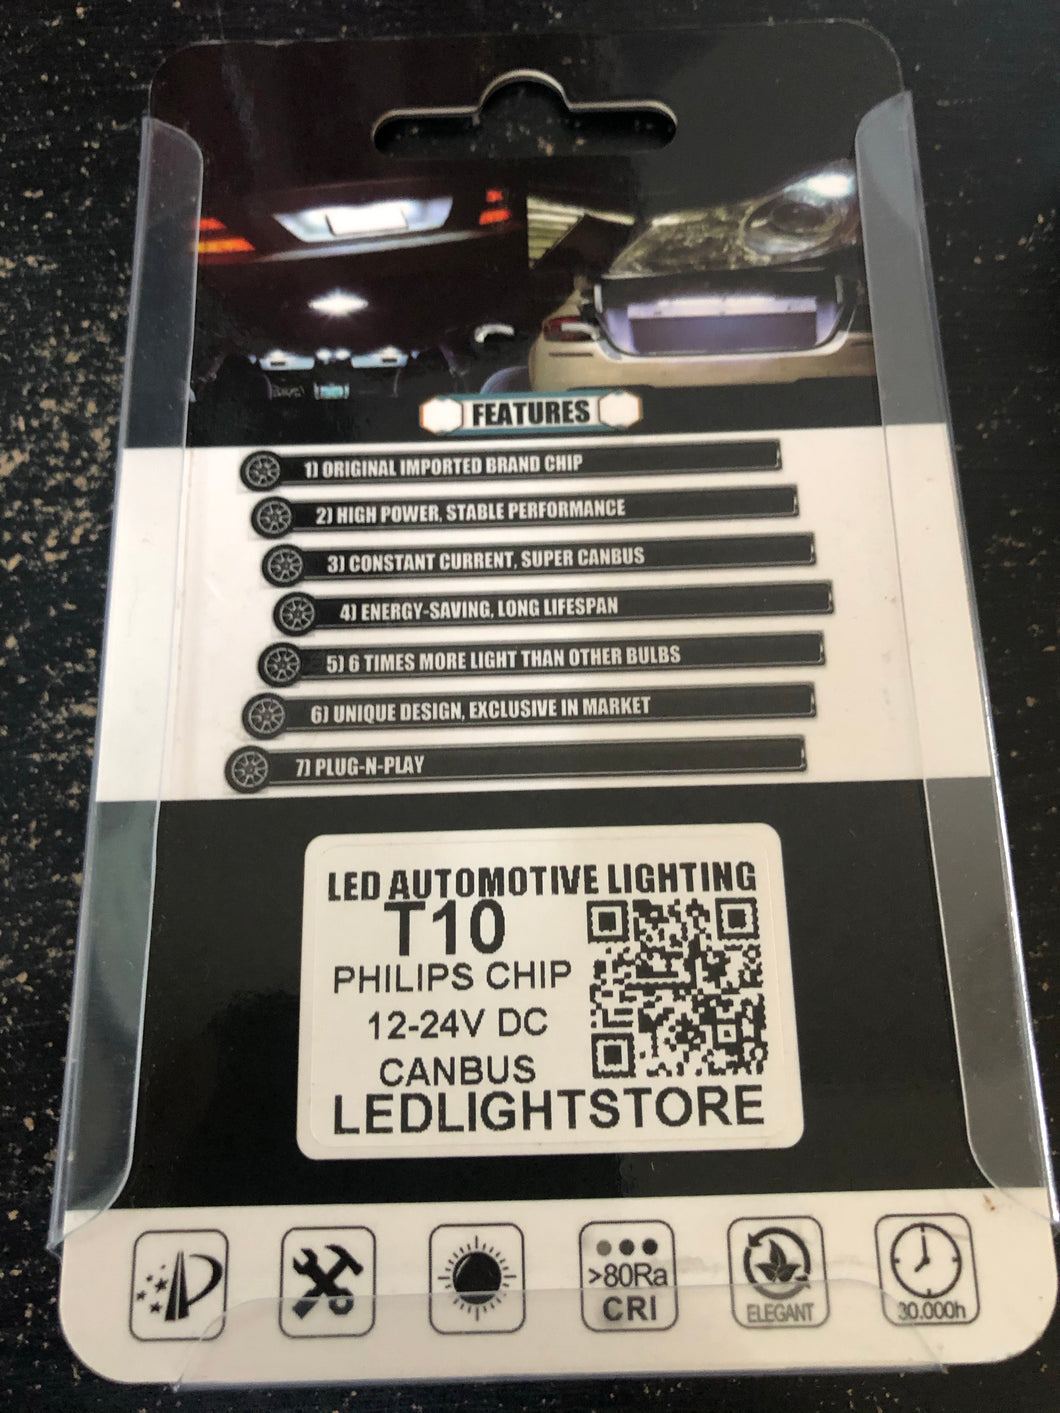 FEATURES
1) ORIGINAL IMPORTED BRAND CHIP
2) HIGH POWER, STABLE PERFORMANCE
3) CONSTANT CURRENT, SUPER CANBUS
4) ENERGY-SAVING, LONG LIFESPAN
5) 6 TIMES MORE LIGHT THAN OTHER BULBS
6) UNIQUE DESIGN, EXCLUSIVE IN MARKET
7) PLUG-N-PLAY
LED AUTOMOTIVE LIGHTING
T10
PHILIPS CHIP
12-24V DC
CANBUS
LEDLIGHTSTORE
>80Ra
CRI
ELEGANT
30.000h